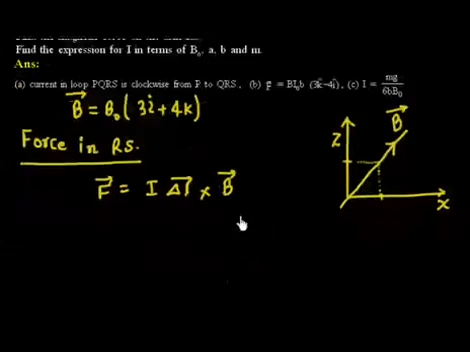 Find the expression for I in terms of B₀, a, b and m.
Ans:
(a) current in loop PQRS is clockwise from P to QRS, (b) F⃗ = BI₀b (3k̂−4î), (c) I = mg/6bB₀
B⃗ = B₀ ( 3î + 4k )
Force in RS.
F⃗ = I Δl⃗ × B⃗
Z
B⃗
x